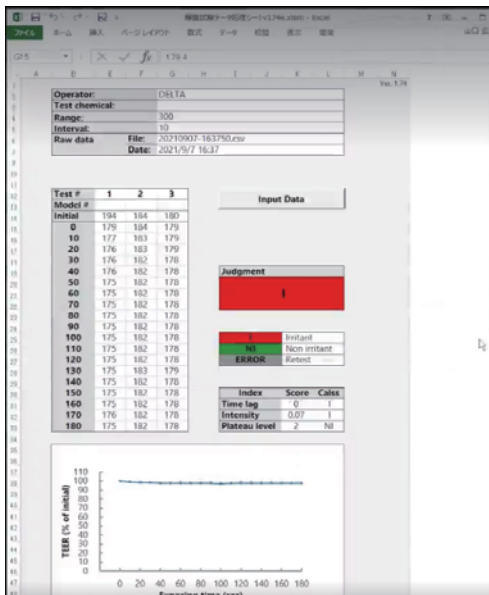 ファイル ホーム 挿入 ページレイアウト 数式 データ 校閲 表示 開発
G15 179.4
Ver. 1.74
Operator: DELTA
Test chemical:
Range: 300
Interval: 10
Raw data File: 20210907-163750.csv
Date: 2021/9/7 16:37
Test # 1 2 3
Model #
Initial 194 184 180
0 179 184 179
10 177 183 179
20 176 183 179
30 176 182 178
40 176 182 178
50 175 182 178
60 175 182 178
70 175 182 178
80 175 182 178
90 175 182 178
100 175 182 178
110 175 182 178
120 175 182 178
130 175 183 179
140 175 182 178
150 175 182 178
160 175 182 178
170 176 182 178
180 175 182 178
Input Data
Judgment
I
I Irritant
NI Non irritant
ERROR Retest
Index Score Calss
Time lag 0 I
Intensity 0.07 I
Plateau level 2 NI
TEER (% of initial)
110
100
90
80
70
60
50
40
30
20
10
0
0 20 40 60 80 100 120 140 160 180
Exposing time (sec)